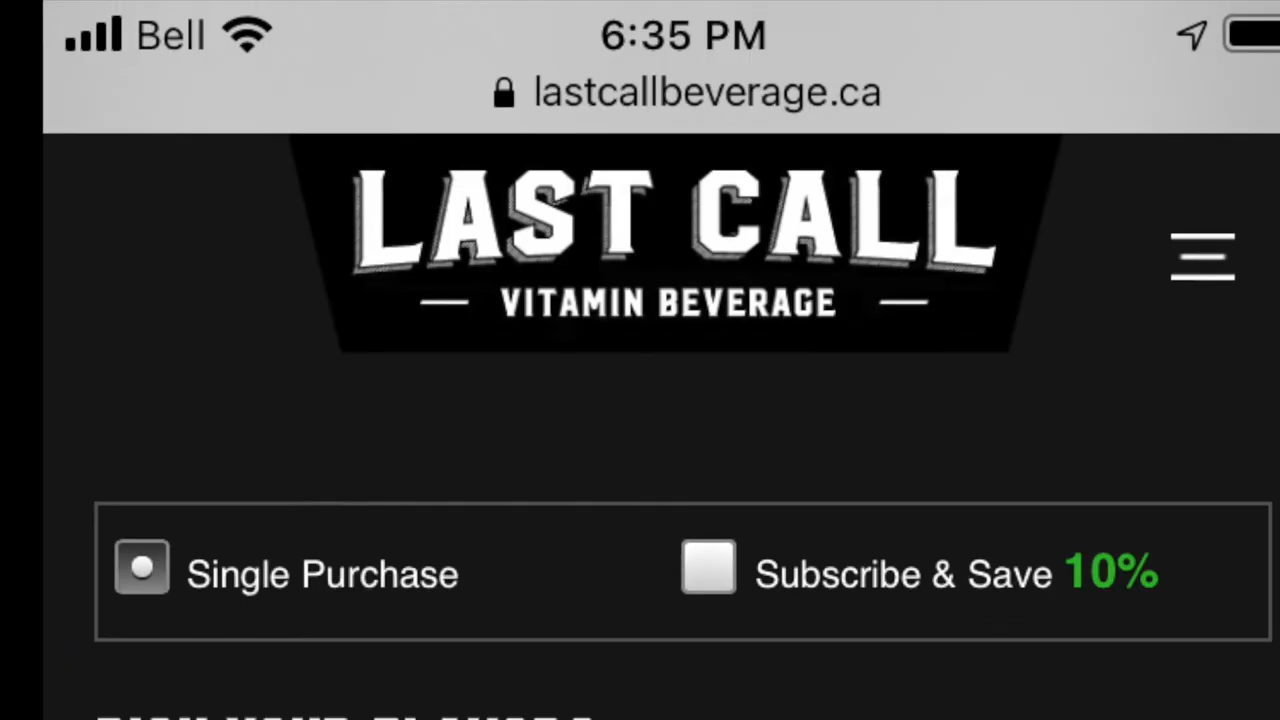 Bell 6:35 PM
lastcallbeverage.ca
LAST CALL
VITAMIN BEVERAGE
Single Purchase
Subscribe & Save 10%